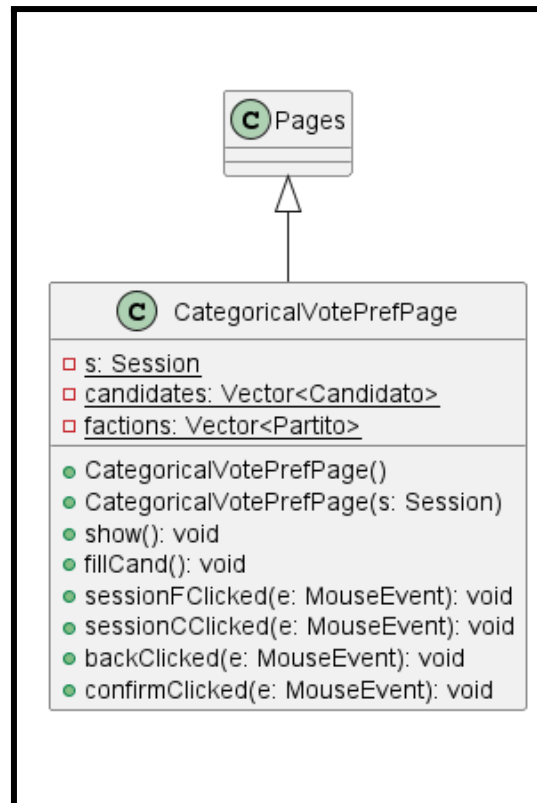 C Pages
C CategoricalVotePrefPage
s: Session
candidates: Vector<Candidato>
factions: Vector<Partito>
CategoricalVotePrefPage()
CategoricalVotePrefPage(s: Session)
show(): void
fillCand(): void
sessionFClicked(e: MouseEvent): void
sessionCClicked(e: MouseEvent): void
backClicked(e: MouseEvent): void
confirmClicked(e: MouseEvent): void